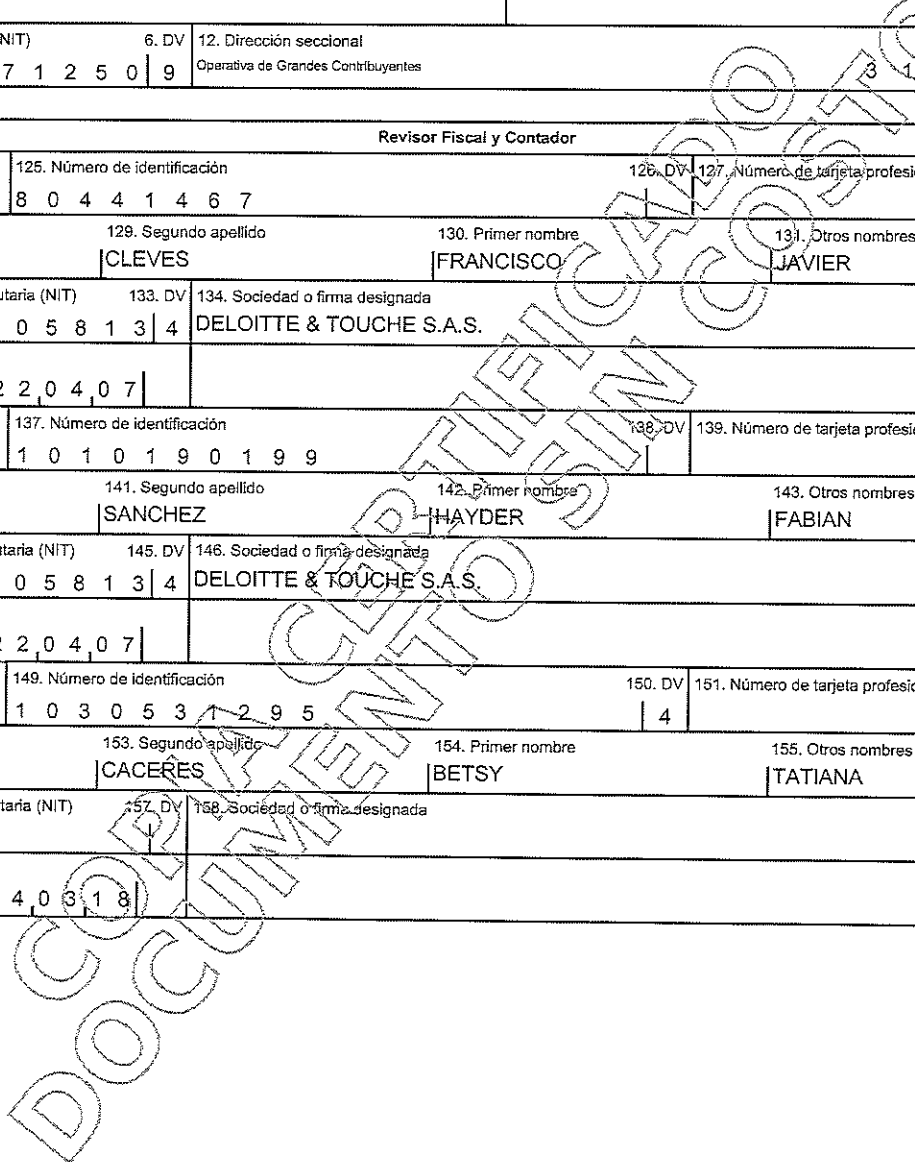 NIT) 6. DV 12. Dirección seccional
7 1 2 5 0 9 Operativa de Grandes Contribuyentes 3 1
Revisor Fiscal y Contador
125. Número de identificación 126. DV 127. Número de tarjeta profesi
8 0 4 4 1 4 6 7
129. Segundo apellido 130. Primer nombre 131. Otros nombres
CLEVES FRANCISCO JAVIER
utaria (NIT) 133. DV 134. Sociedad o firma designada
0 5 8 1 3 4 DELOITTE & TOUCHE S.A.S.
2 2 0 4 0 7
137. Número de identificación 138. DV 139. Número de tarjeta profesi
1 0 1 0 1 9 0 1 9 9
141. Segundo apellido 142. Primer nombre 143. Otros nombres
SANCHEZ HAYDER FABIAN
utaria (NIT) 145. DV 146. Sociedad o firma designada
0 5 8 1 3 4 DELOITTE & TOUCHE S.A.S.
2 2 0 4 0 7
149. Número de identificación 150. DV 151. Número de tarjeta profesi
1 0 3 0 5 3 1 2 9 5 4
153. Segundo apellido 154. Primer nombre 155. Otros nombres
CACERES BETSY TATIANA
taria (NIT) 157. DV 158. Sociedad o firma designada
4 0 3 1 8
COPIA CERTIFICADO
DOCUMENTO SIN COSTO